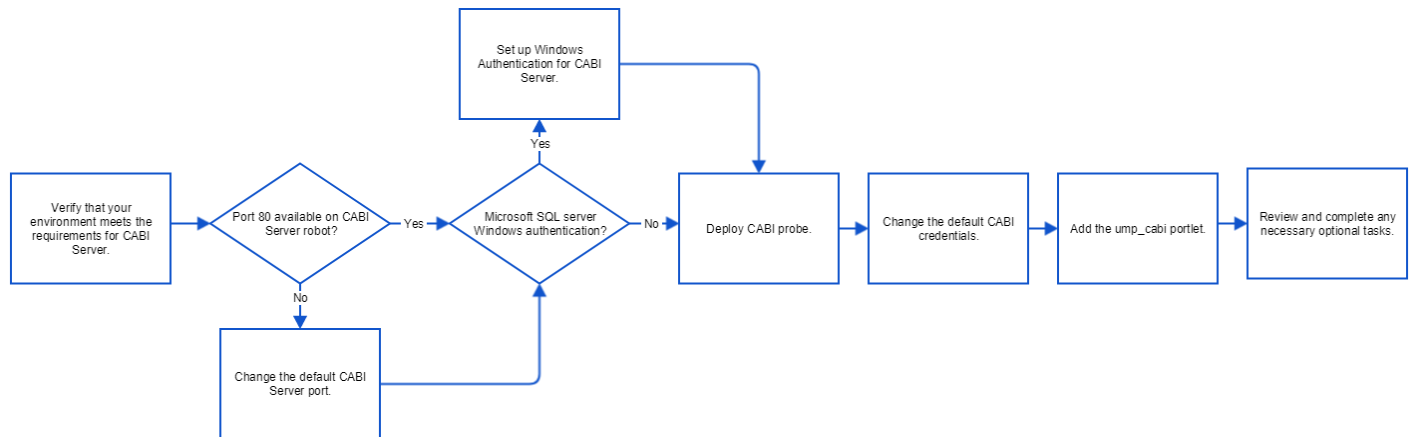 Set up Windows
Authentication for CABI
Server.
Yes
Verify that your
environment meets the
requirements for CABI
Server.
Port 80 available on CABI
Server robot?
Yes
Microsoft SQL server
Windows authentication?
No
Deploy CABI probe.
Change the default CABI
credentials.
Add the ump_cabi portlet.
Review and complete any
necessary optional tasks.
No
Change the default CABI
Server port.